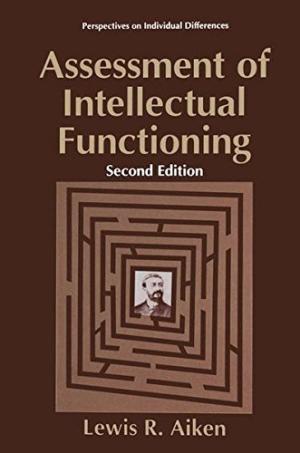 Perspectives on Individual Differences
Assessment of
Intellectual
Functioning
Second Edition
Lewis R. Aiken